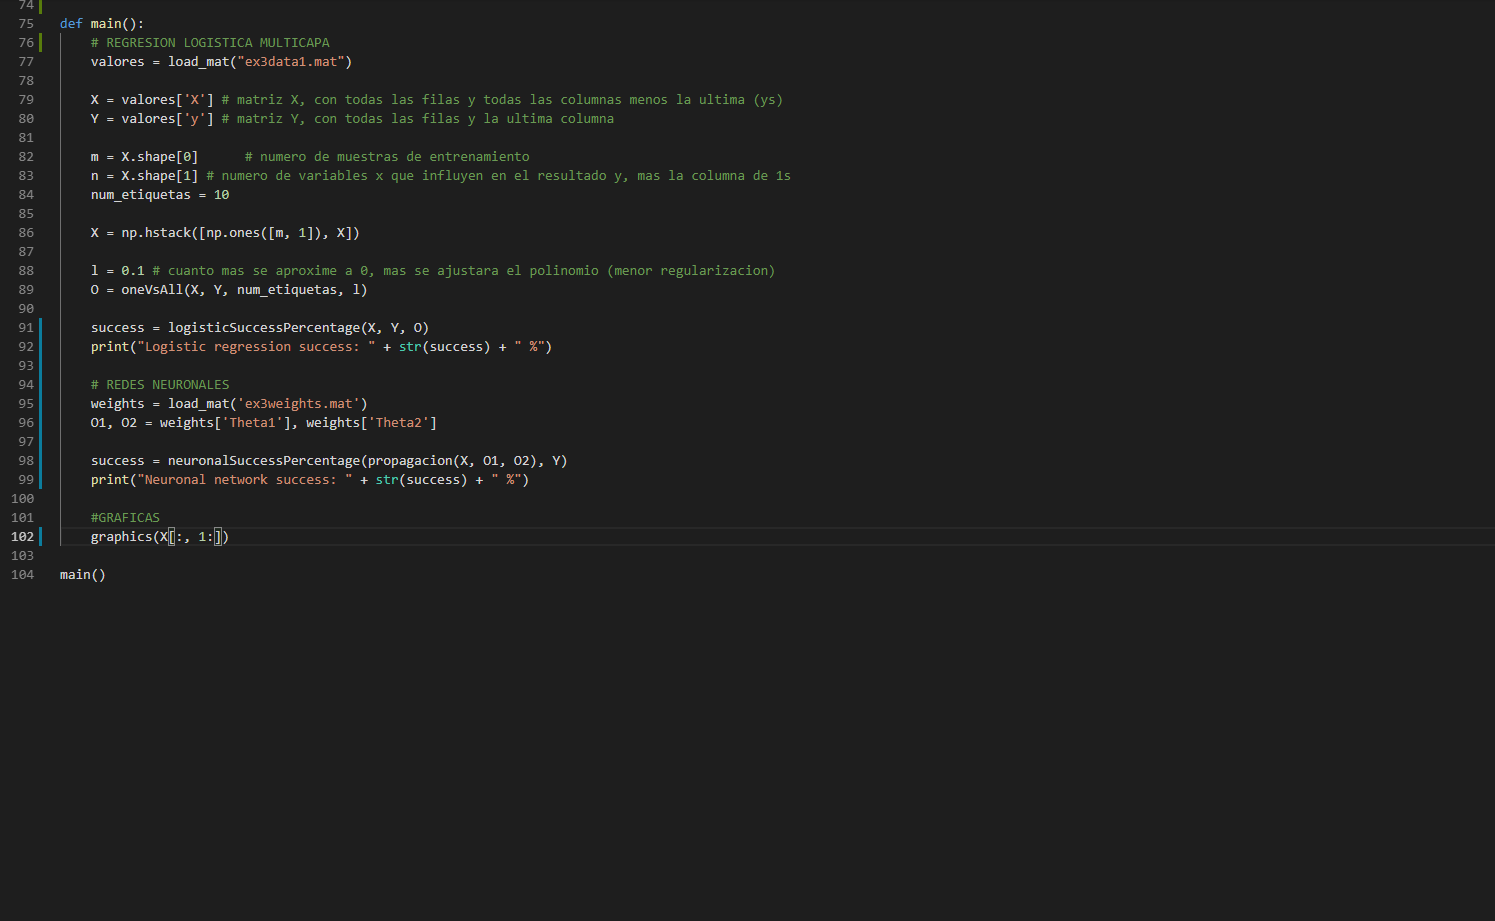 74
75 def main():
76     # REGRESION LOGISTICA MULTICAPA
77     valores = load_mat("ex3data1.mat")
78
79     X = valores['X'] # matriz X, con todas las filas y todas las columnas menos la ultima (ys)
80     Y = valores['y'] # matriz Y, con todas las filas y la ultima columna
81
82     m = X.shape[0]      # numero de muestras de entrenamiento
83     n = X.shape[1] # numero de variables x que influyen en el resultado y, mas la columna de 1s
84     num_etiquetas = 10
85
86     X = np.hstack([np.ones([m, 1]), X])
87
88     l = 0.1 # cuanto mas se aproxime a 0, mas se ajustara el polinomio (menor regularizacion)
89     O = oneVsAll(X, Y, num_etiquetas, l)
90
91     success = logisticSuccessPercentage(X, Y, O)
92     print("Logistic regression success: " + str(success) + " %")
93
94     # REDES NEURONALES
95     weights = load_mat('ex3weights.mat')
96     O1, O2 = weights['Theta1'], weights['Theta2']
97
98     success = neuronalSuccessPercentage(propagacion(X, O1, O2), Y)
99     print("Neuronal network success: " + str(success) + " %")
100
101     #GRAFICAS
102     graphics(X[:, 1:])
103
104 main()